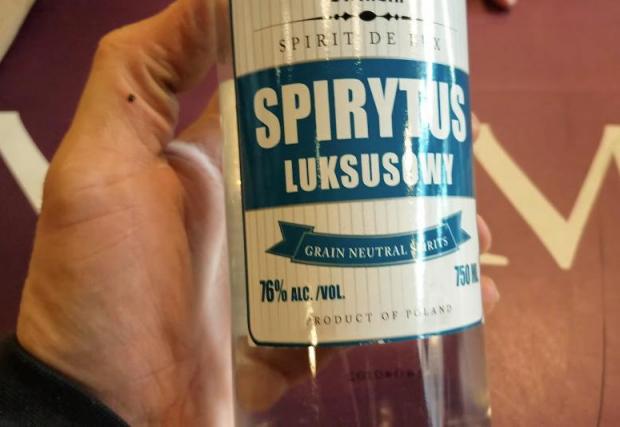 SPIRIT DE LUX
SPIRYTUS
LUKSUSOWY
GRAIN NEUTRAL SPIRITS
76% ALC. /VOL.
750 ML
PRODUCT OF POLAND